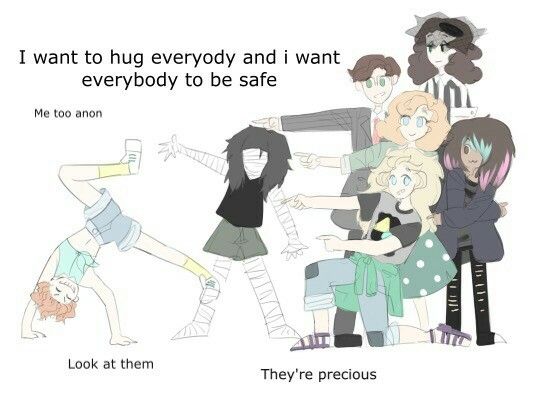 I want to hug everyody and i want
everybody to be safe
Me too anon
Look at them
They're precious